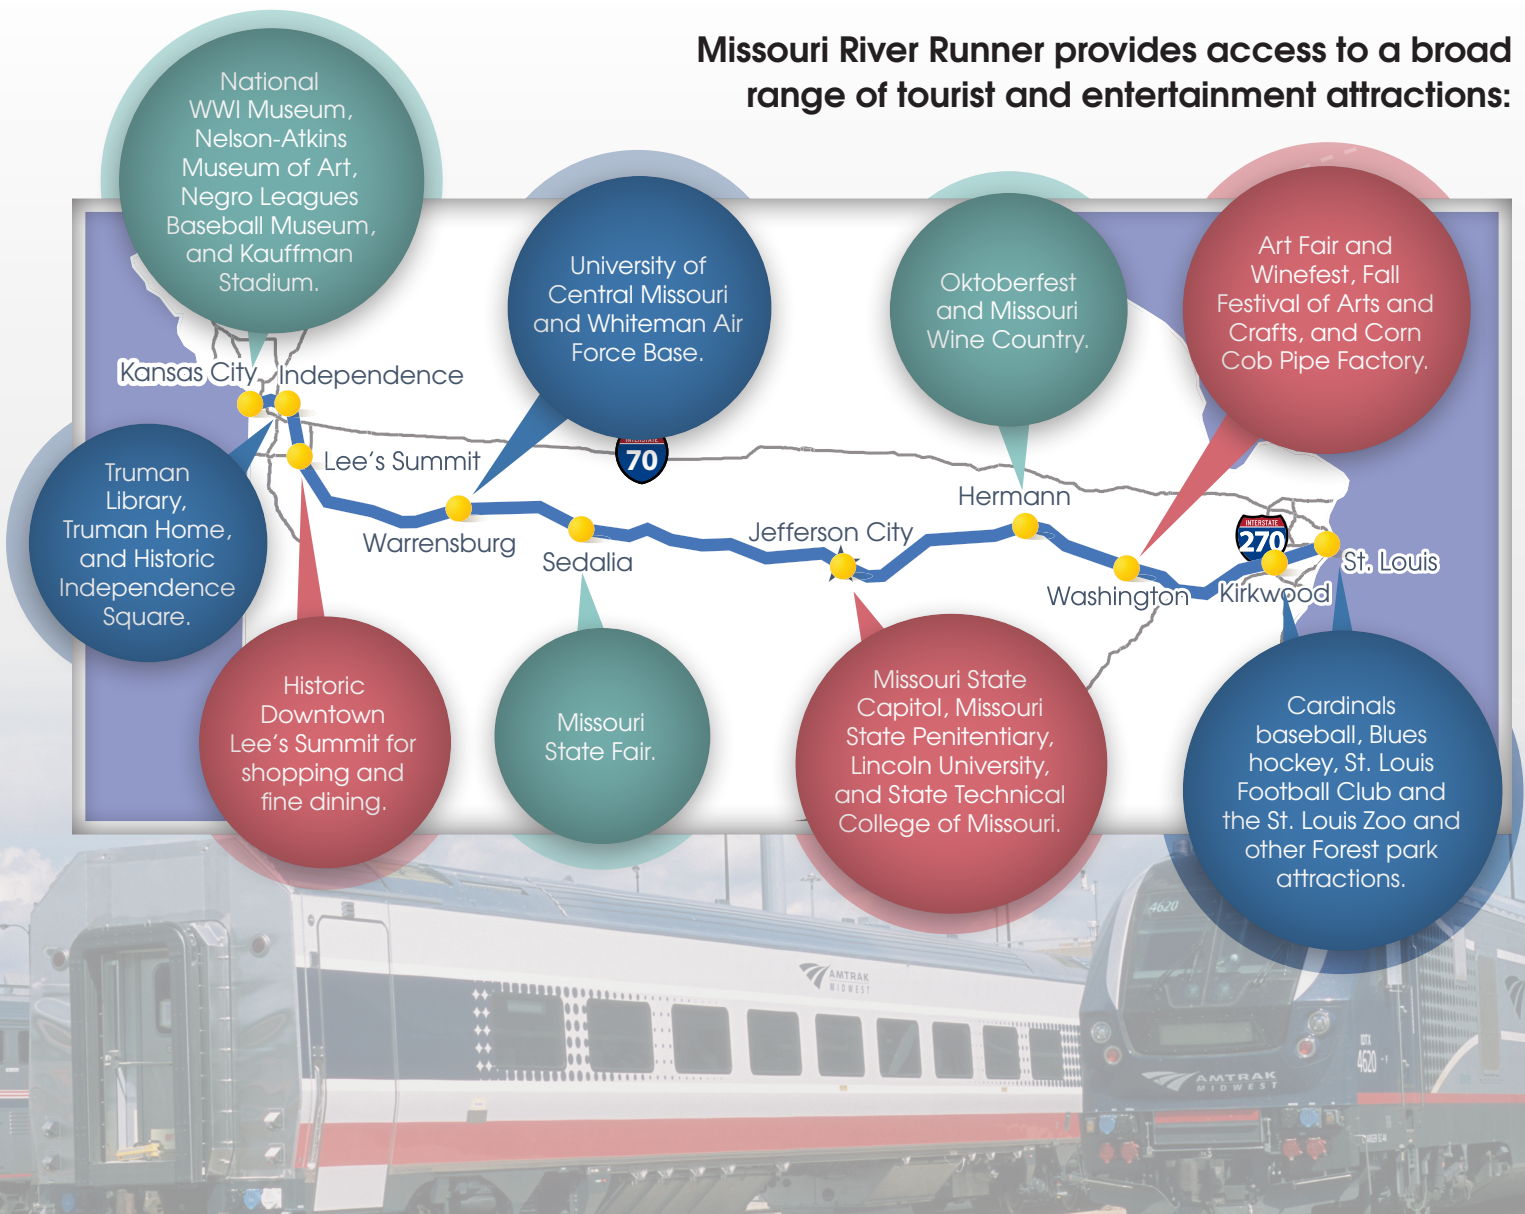 Missouri River Runner provides access to a broad
range of tourist and entertainment attractions:
National
WWI Museum,
Nelson-Atkins
Museum of Art,
Negro Leagues
Baseball Museum,
and Kauffman
Stadium.
University of
Central Missouri
and Whiteman Air
Force Base.
Oktoberfest
and Missouri
Wine Country.
Art Fair and
Winefest, Fall
Festival of Arts and
Crafts, and Corn
Cob Pipe Factory.
Kansas City
Independence
Lee's Summit
INTERSTATE
70
Warrensburg
Sedalia
Jefferson City
Hermann
Washington
INTERSTATE
270
Kirkwood
St. Louis
Truman
Library,
Truman Home,
and Historic
Independence
Square.
Historic
Downtown
Lee's Summit for
shopping and
fine dining.
Missouri
State Fair.
Missouri State
Capitol, Missouri
State Penitentiary,
Lincoln University,
and State Technical
College of Missouri.
Cardinals
baseball, Blues
hockey, St. Louis
Football Club and
the St. Louis Zoo and
other Forest park
attractions.
4620
AMTRAK
MIDWEST
AMTRAK
MIDWEST
4620